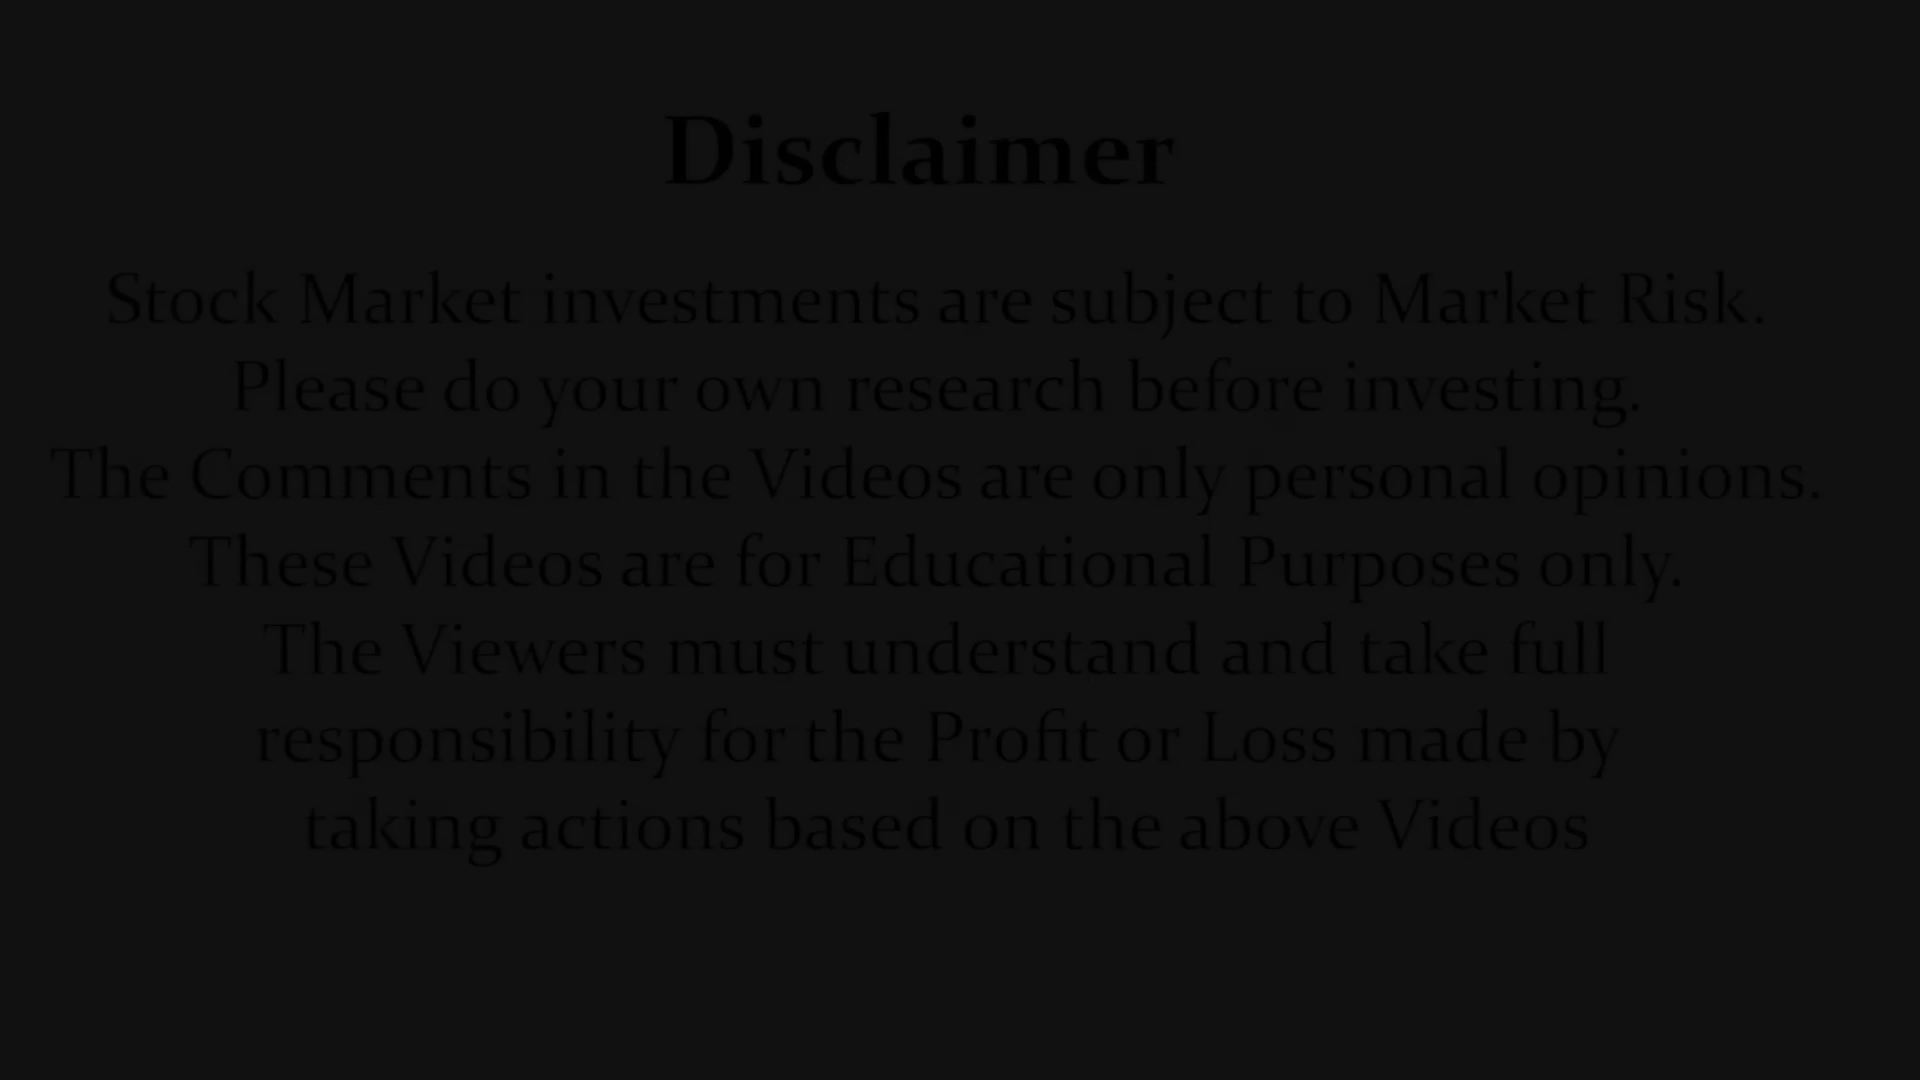 Disclaimer
Stock Market investments are subject to Market Risk.
Please do your own research before investing.
The Comments in the Videos are only personal opinions.
These Videos are for Educational Purposes only.
The Viewers must understand and take full
responsibility for the Profit or Loss made by
taking actions based on the above Videos